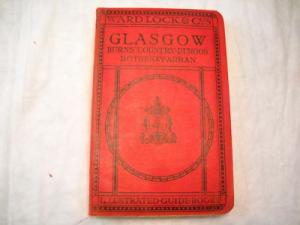 WARD LOCK & Co's
GLASGOW
BURNS' COUNTRY·DUNOON
ROTHESAY·ARRAN
ILLUSTRATED·GUIDE·BOOKS